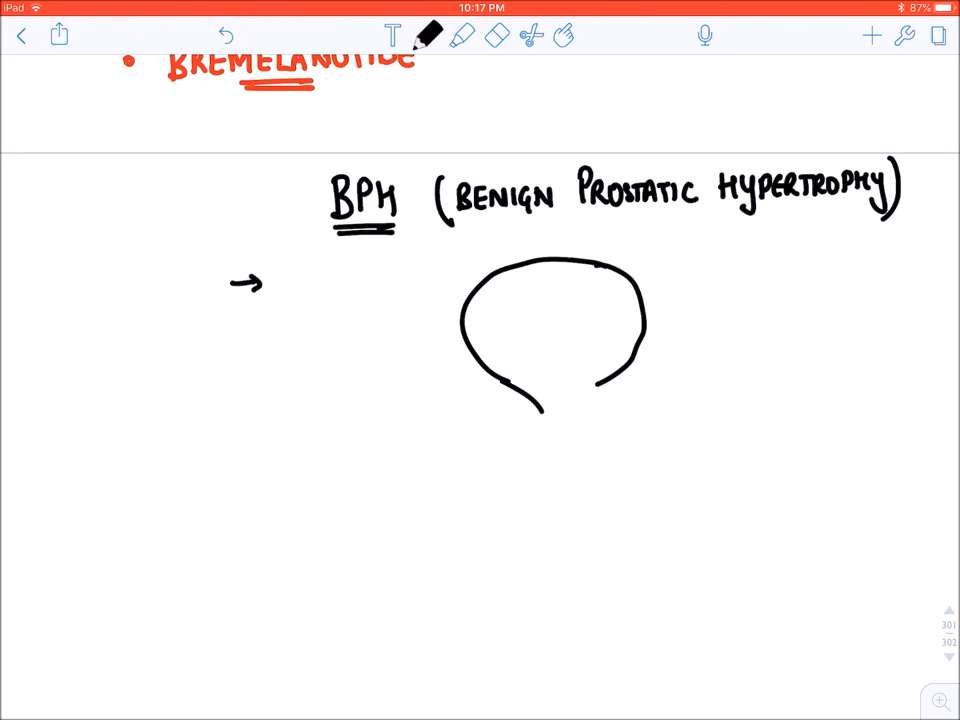 iPad 10:17 PM 87%
T
• BREMELANOTIDE
BPH (BENIGN PROSTATIC HYPERTROPHY)
→
301
302